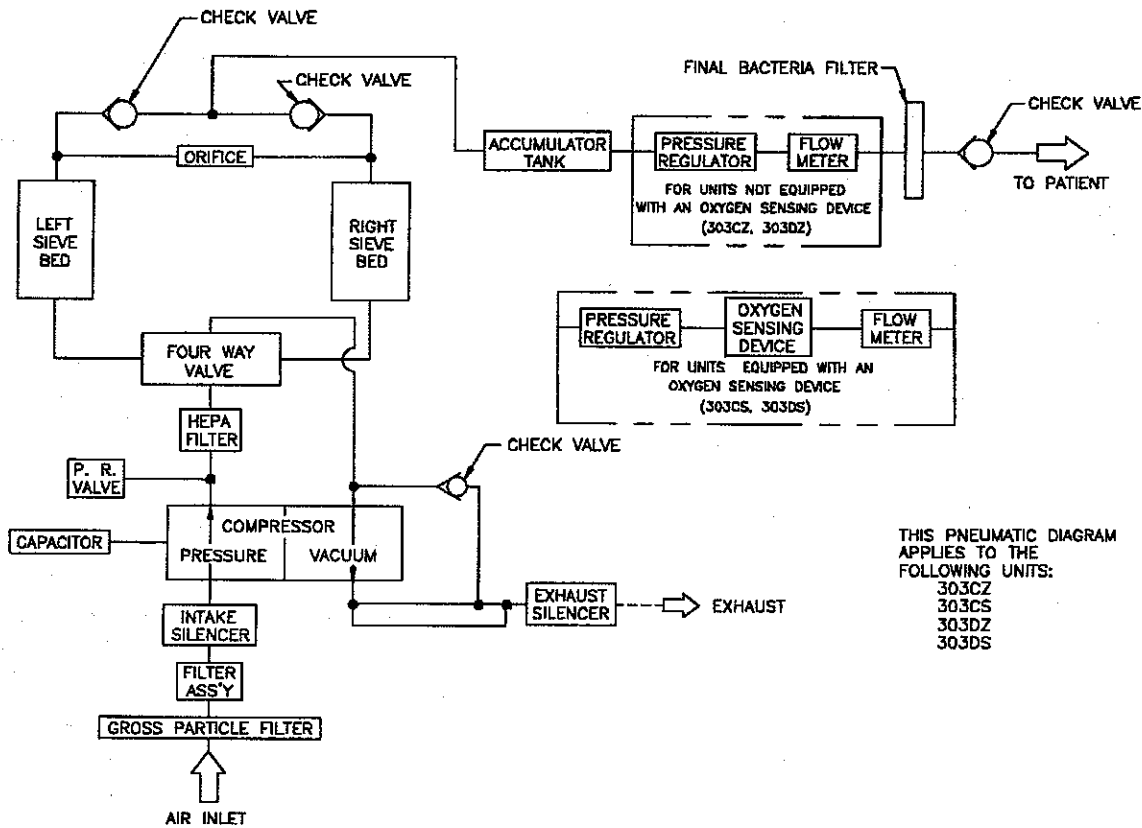 CHECK VALVE
CHECK VALVE
FINAL BACTERIA FILTER
CHECK VALVE
ORIFICE
ACCUMULATOR
TANK
PRESSURE
REGULATOR
FLOW
METER
TO PATIENT
FOR UNITS NOT EQUIPPED
WITH AN OXYGEN SENSING DEVICE
(303CZ, 303DZ)
LEFT
SIEVE
BED
RIGHT
SIEVE
BED
PRESSURE
REGULATOR
OXYGEN
SENSING
DEVICE
FLOW
METER
FOR UNITS EQUIPPED WITH AN
OXYGEN SENSING DEVICE
(303CS, 303DS)
FOUR WAY
VALVE
HEPA
FILTER
CHECK VALVE
P. R.
VALVE
COMPRESSOR
PRESSURE
VACUUM
CAPACITOR
THIS PNEUMATIC DIAGRAM
APPLIES TO THE
FOLLOWING UNITS:
303CZ
303CS
303DZ
303DS
EXHAUST
SILENCER
EXHAUST
INTAKE
SILENCER
FILTER
ASS'Y
GROSS PARTICLE FILTER
AIR INLET